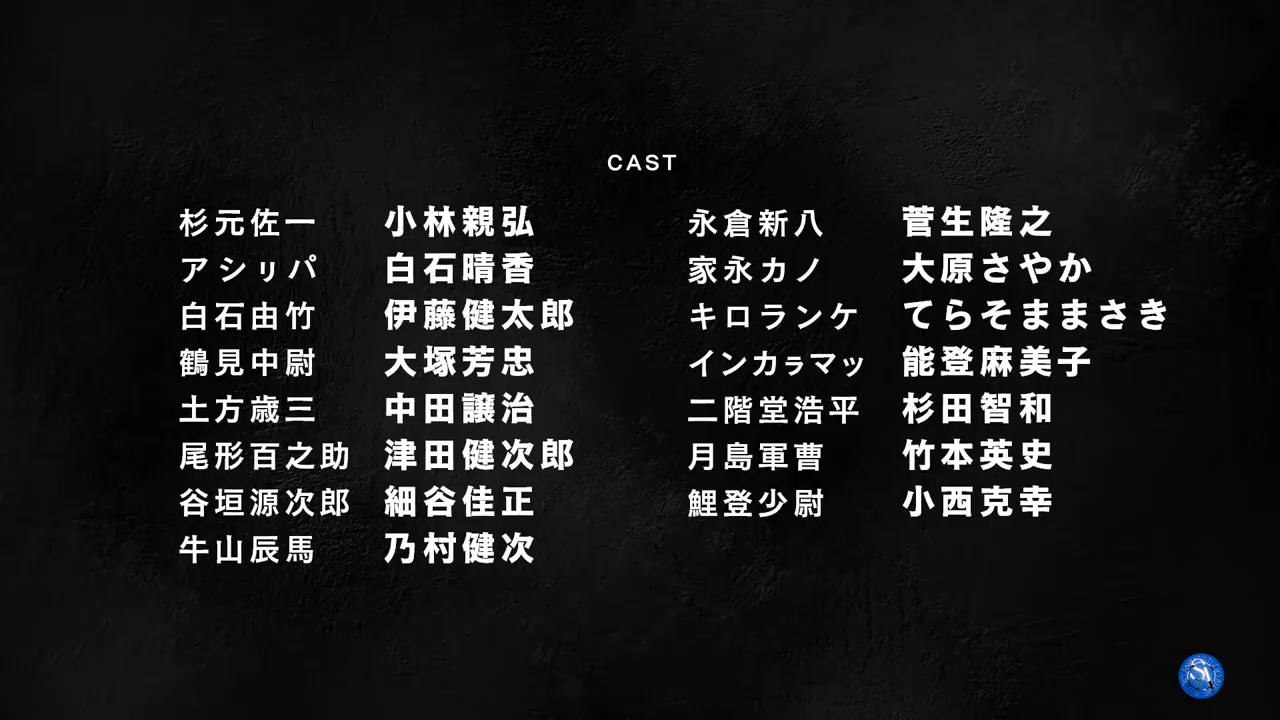 CAST
杉元佐一 小林親弘
アシㇼパ 白石晴香
白石由竹 伊藤健太郎
鶴見中尉 大塚芳忠
土方歳三 中田譲治
尾形百之助 津田健次郎
谷垣源次郎 細谷佳正
牛山辰馬 乃村健次
永倉新八 菅生隆之
家永カノ 大原さやか
キロランケ てらそままさき
インカㇻマッ 能登麻美子
二階堂浩平 杉田智和
月島軍曹 竹本英史
鯉登少尉 小西克幸